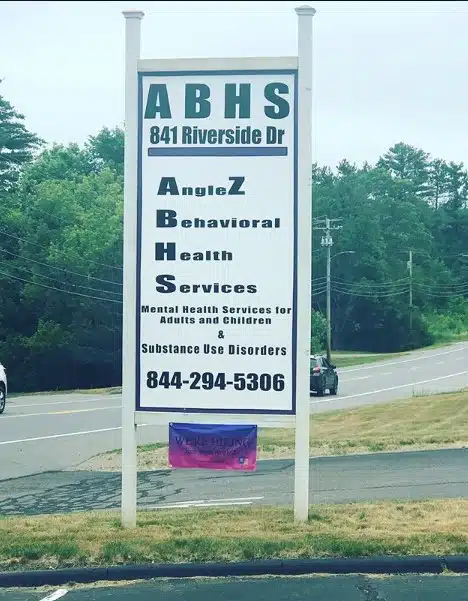 ABHS
841 Riverside Dr
AngleZ
Behavioral
Health
Services
Mental Health Services for
Adults and Children
&
Substance Use Disorders
844-294-5306
WE'RE HIRING